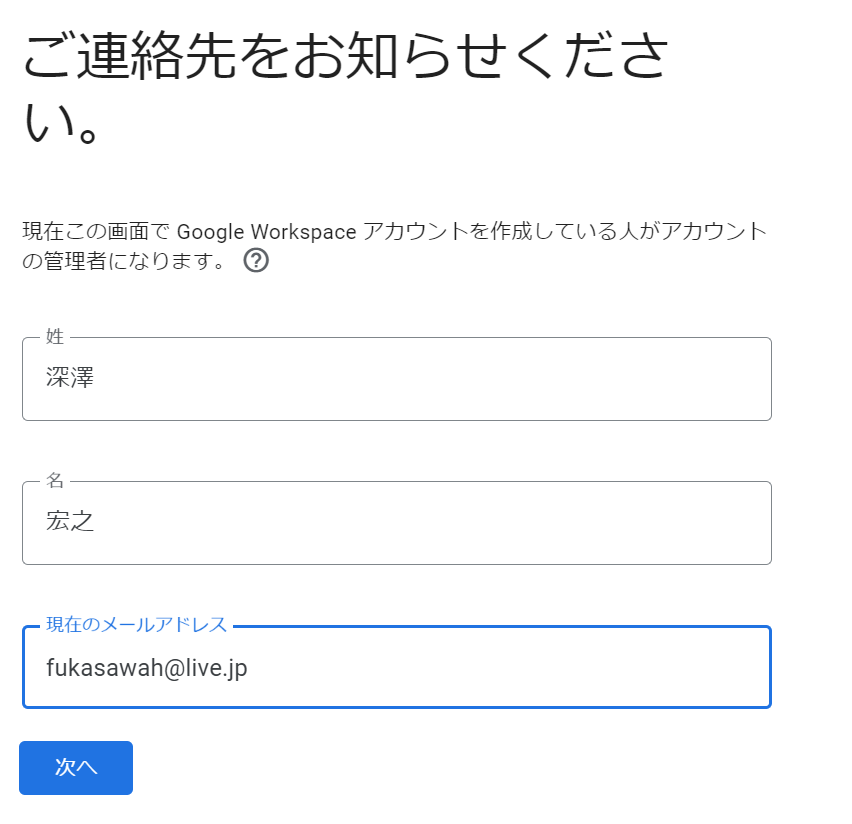 ご連絡先をお知らせくださ
い。
現在この画面で Google Workspace アカウントを作成している人がアカウント
の管理者になります。 ?
姓
深澤
名
宏之
現在のメールアドレス
fukasawah@live.jp
次へ